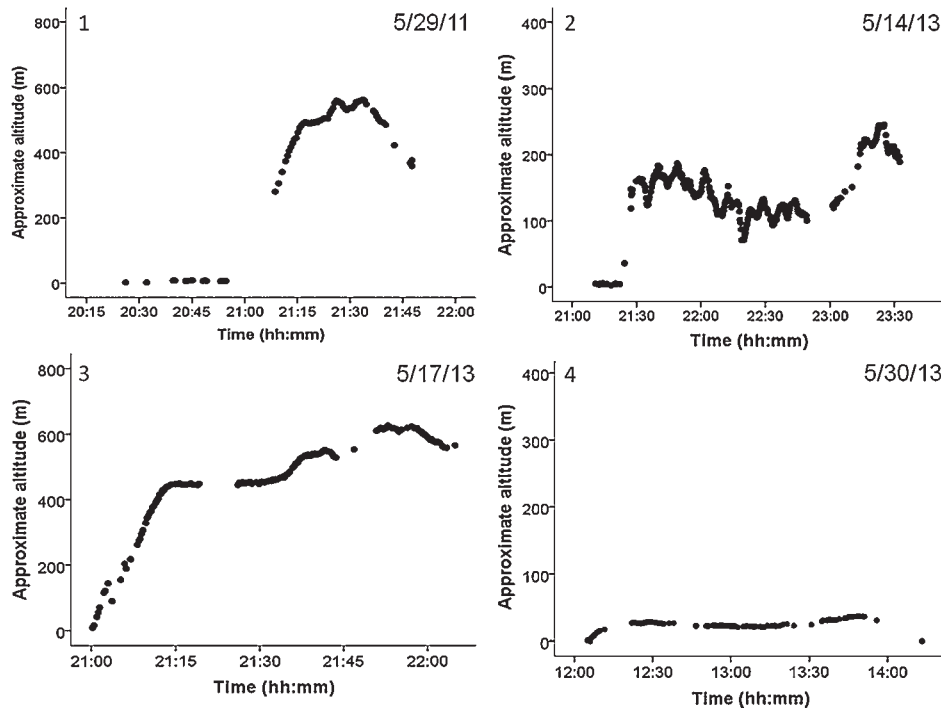 1 5/29/11
800
600
400
200
0
Approximate altitude (m)
20:15 20:30 20:45 21:00 21:15 21:30 21:45 22:00
Time (hh:mm)
2 5/14/13
400
300
200
100
0
Approximate altitude (m)
21:00 21:30 22:00 22:30 23:00 23:30
Time (hh:mm)
3 5/17/13
800
600
400
200
0
Approximate altitude (m)
21:00 21:15 21:30 21:45 22:00
Time (hh:mm)
4 5/30/13
400
300
200
100
0
Approximate altitude (m)
12:00 12:30 13:00 13:30 14:00
Time (hh:mm)